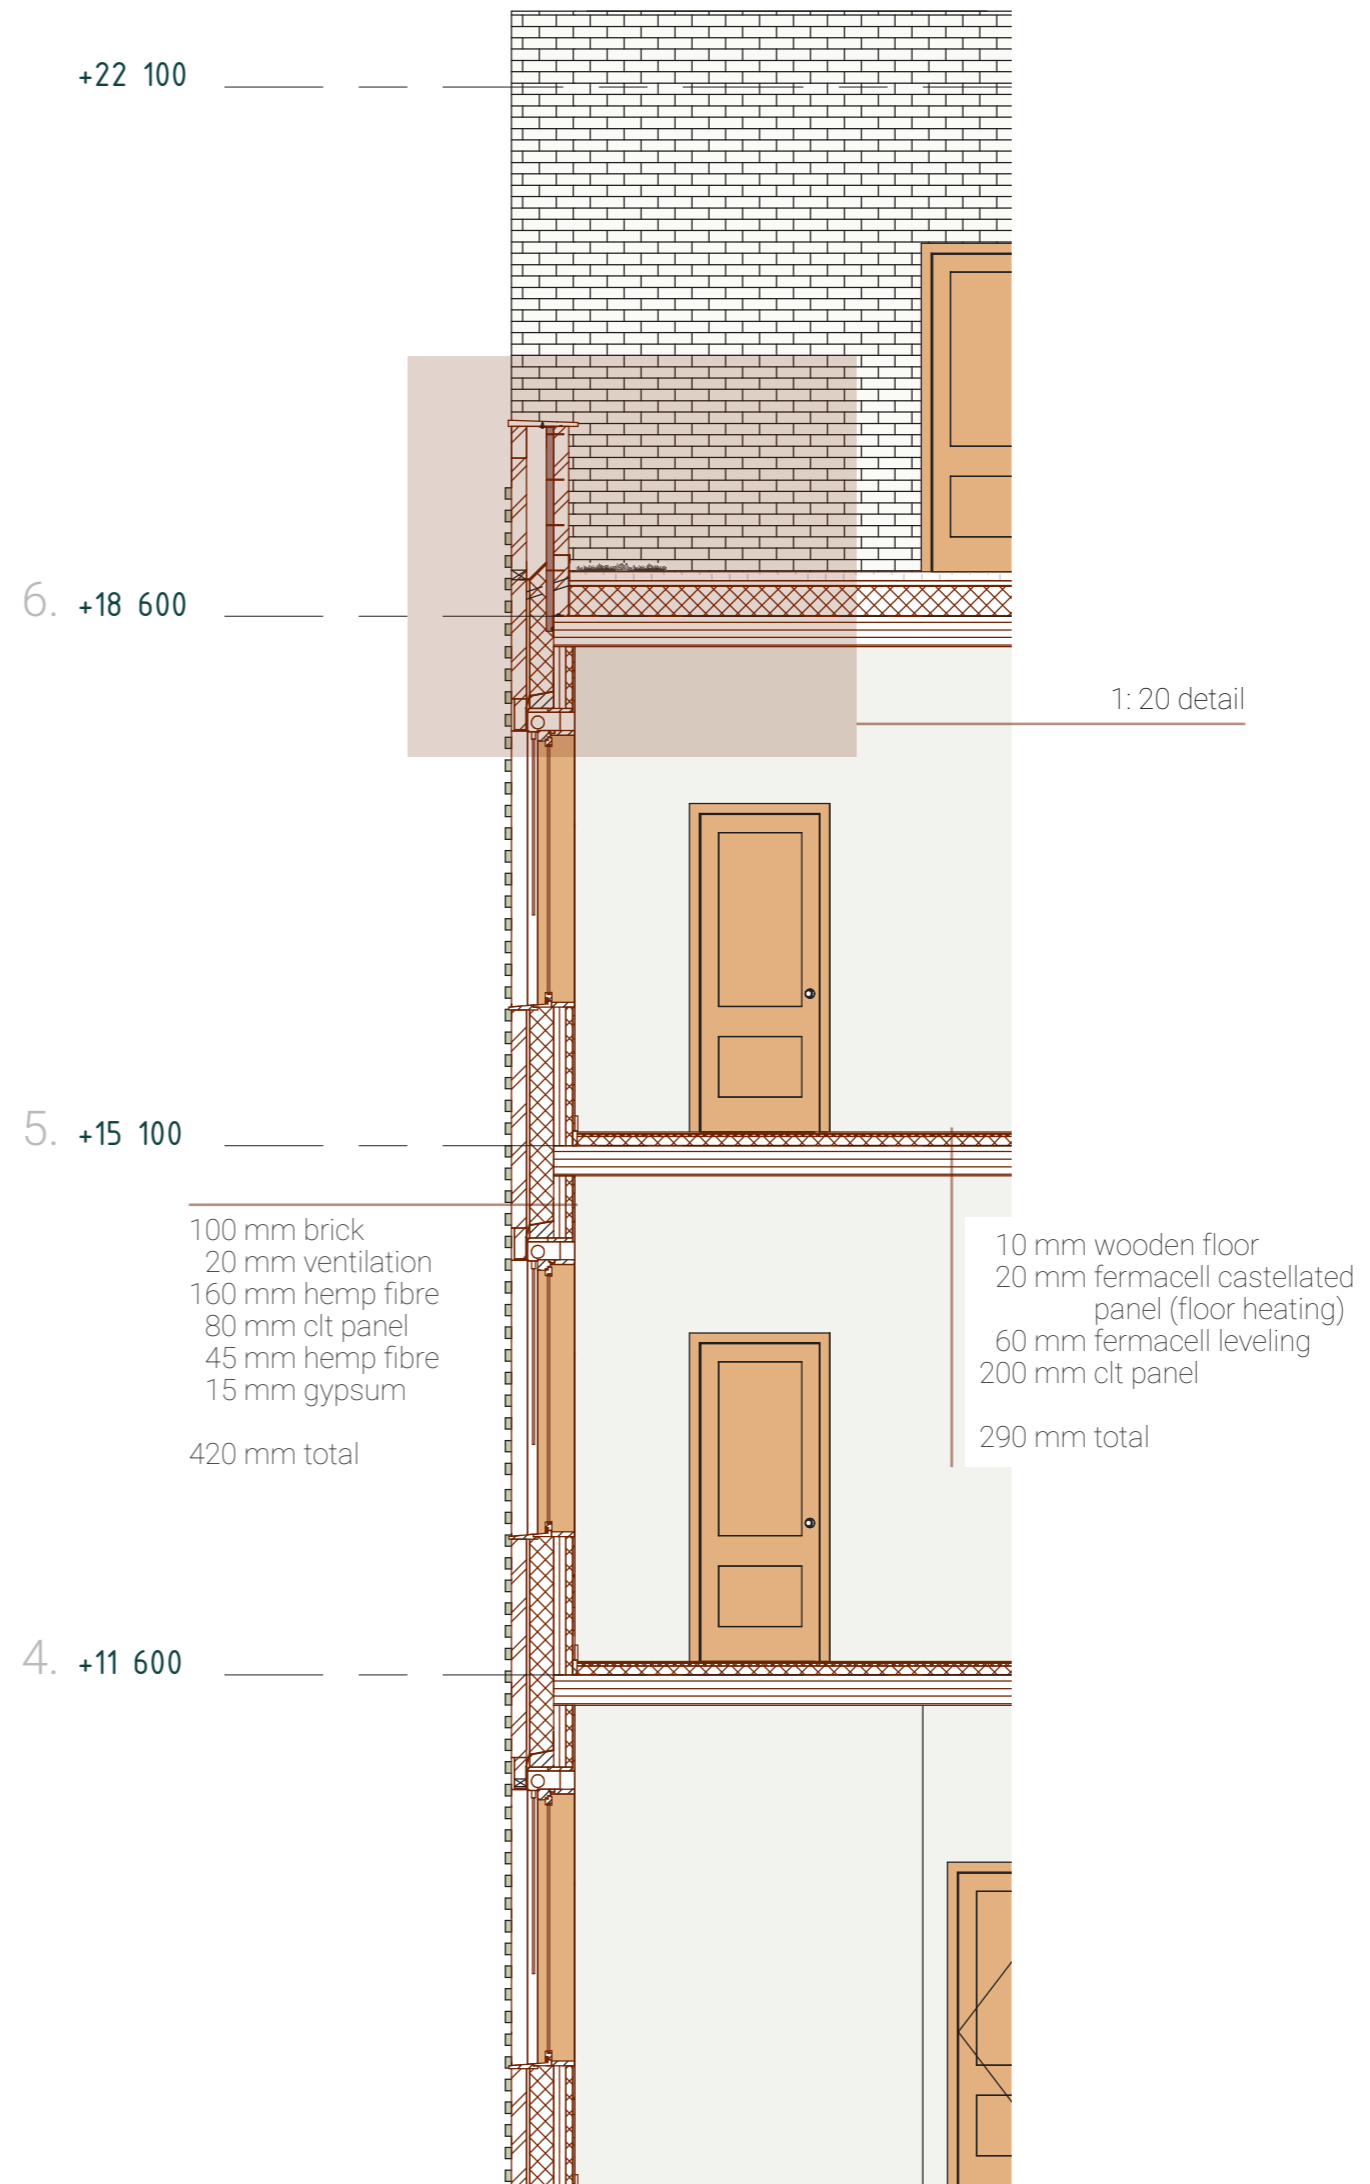 +22 100
6. +18 600
1: 20 detail
5. +15 100
100 mm brick
20 mm ventilation
160 mm hemp fibre
80 mm clt panel
45 mm hemp fibre
15 mm gypsum
420 mm total
10 mm wooden floor
20 mm fermacell castellated
panel (floor heating)
60 mm fermacell leveling
200 mm clt panel
290 mm total
4. +11 600